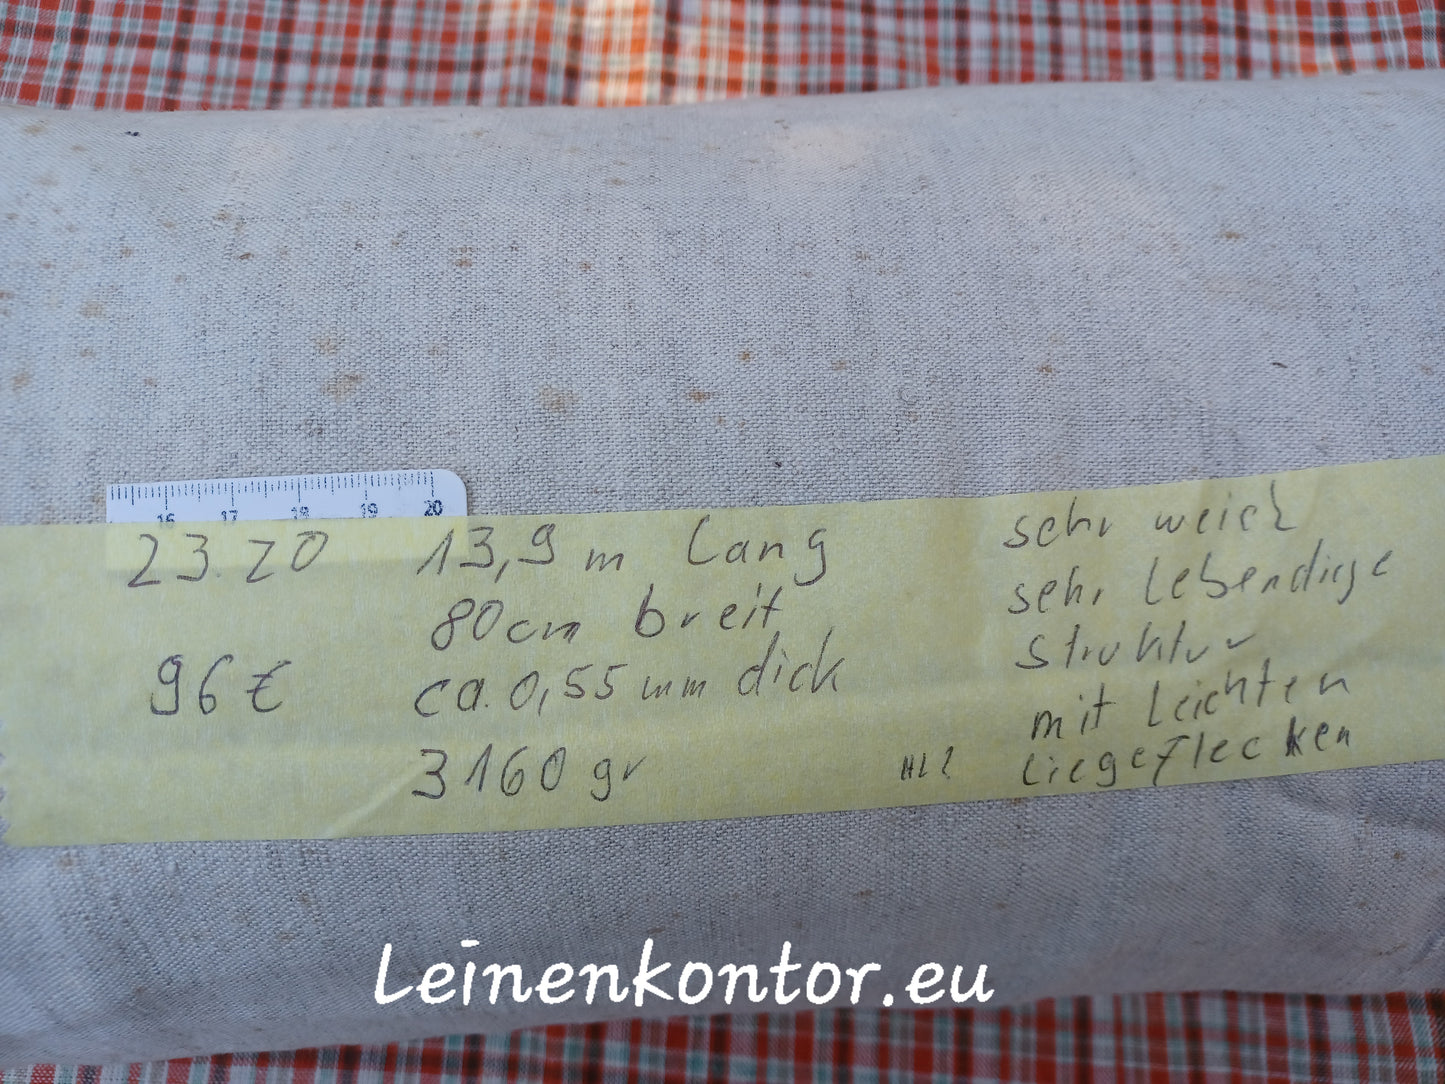 16 17 18 19 20
23.20 13,9 m Lang sehr weich
80cm breit sehr Lebendige
96€ ca. 0,55 mm dick Struktur
mit Leichten
3160 gr HL? Liegeflecken
Leinenkontor.eu